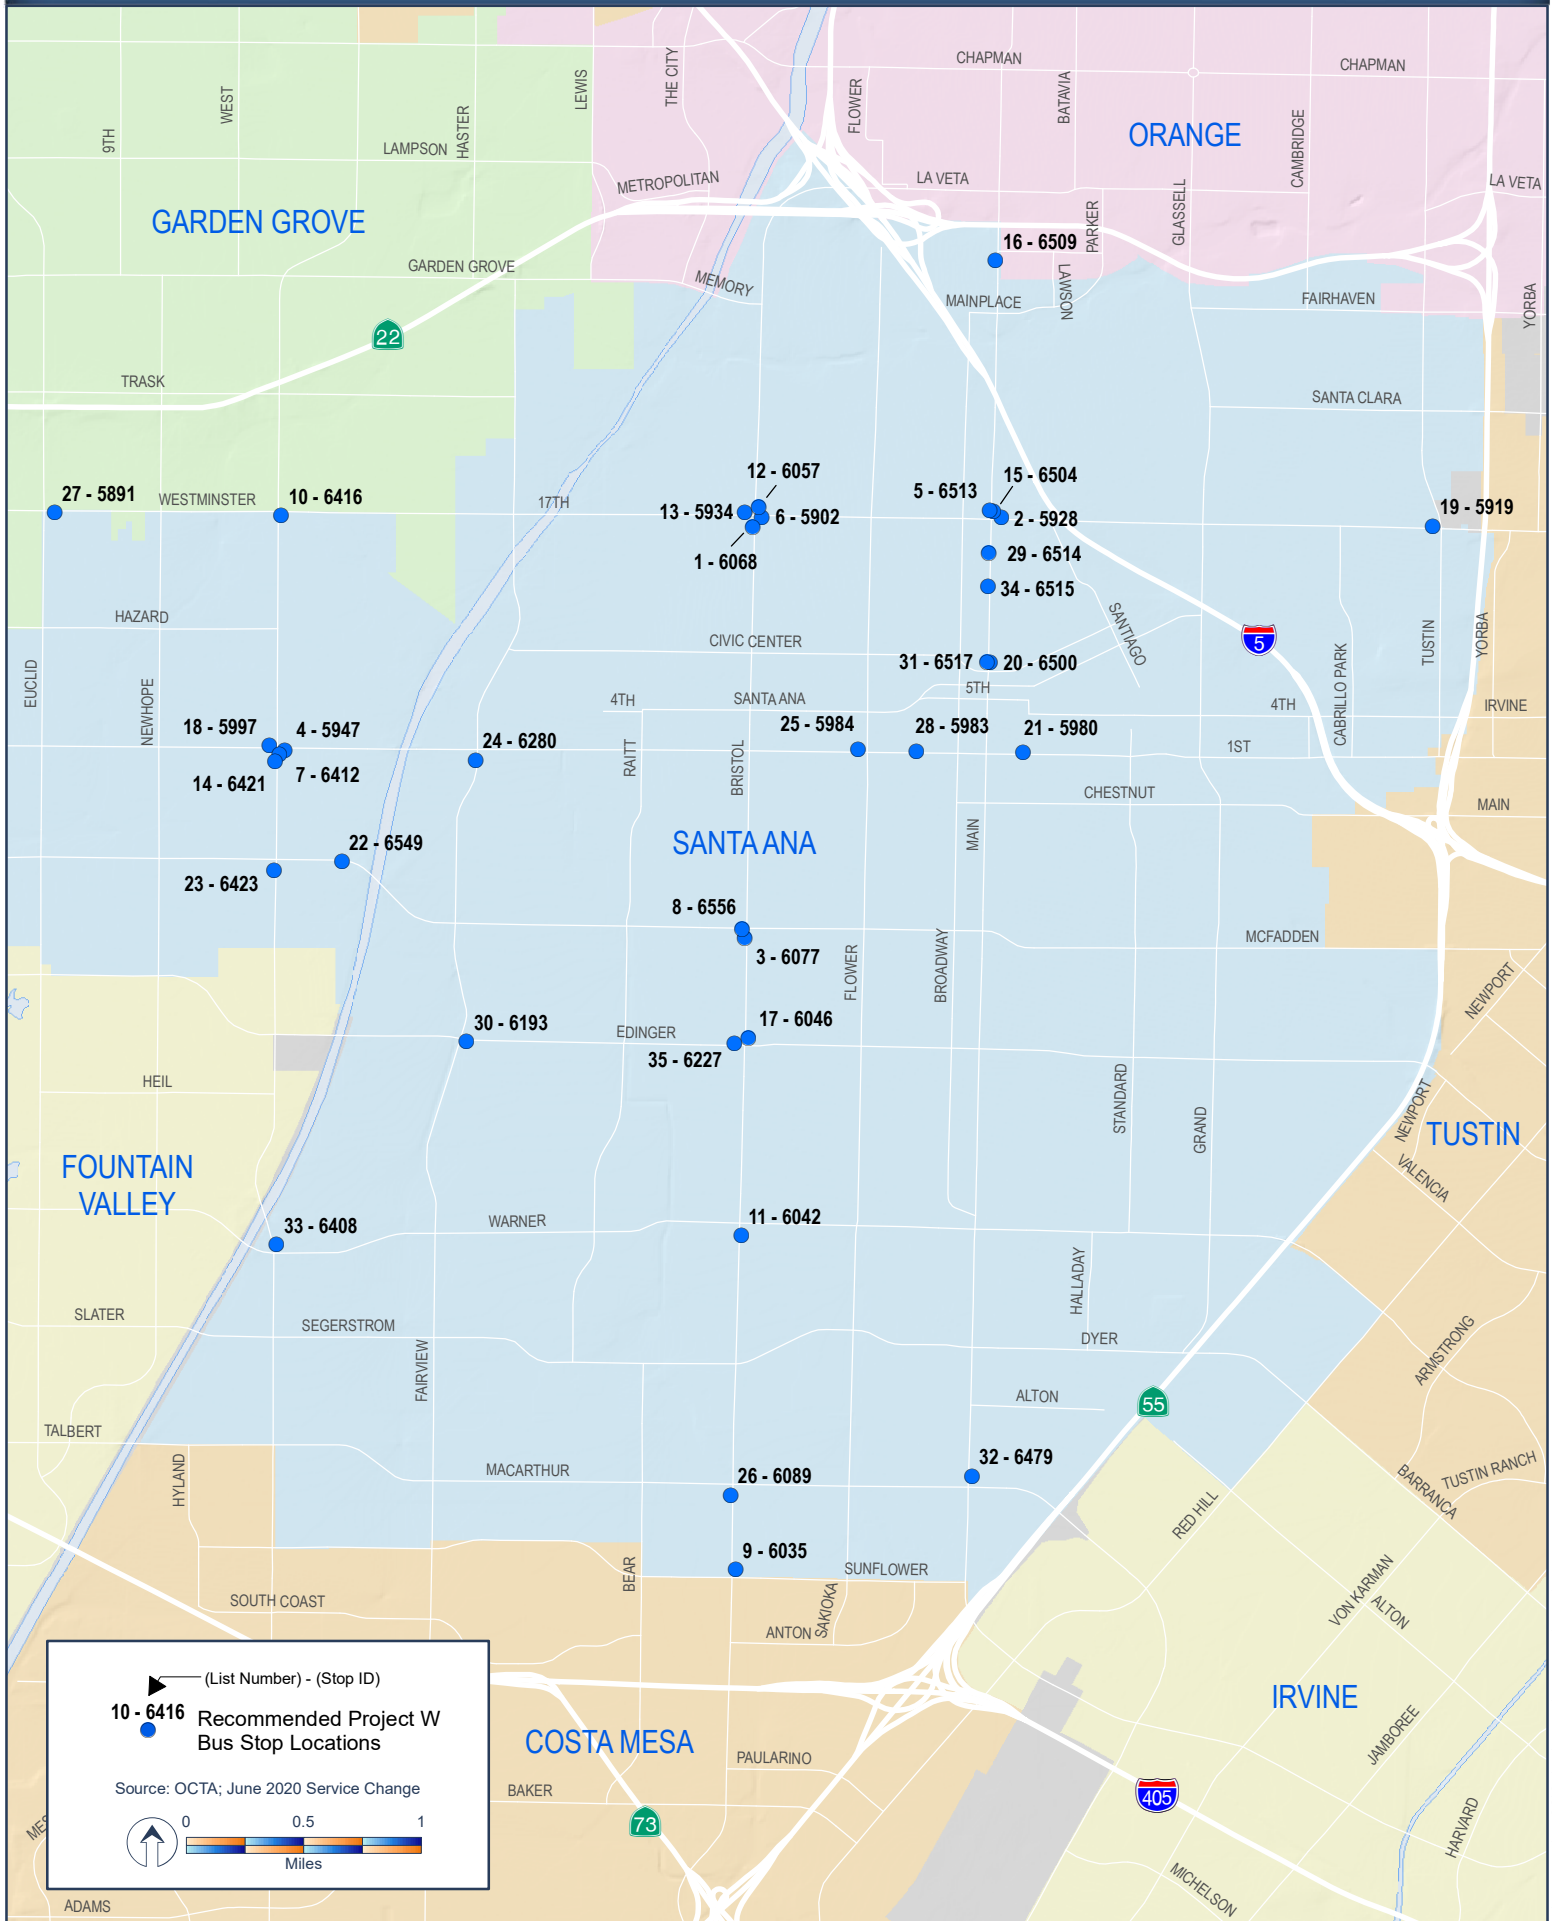 CHAPMAN
CHAPMAN
THE CITY
LEWIS
FLOWER
BATAVIA
WEST
HASTER
9TH
CAMBRIDGE
ORANGE
LAMPSON
METROPOLITAN
LA VETA
LA VETA
GLASSELL
PARKER
GARDEN GROVE
16 - 6509
GARDEN GROVE
MEMORY
LAWSON
MAINPLACE
FAIRHAVEN
YORBA
22
TRASK
SANTA CLARA
12 - 6057
15 - 6504
5 - 6513
27 - 5891
WESTMINSTER
10 - 6416
17TH
13 - 5934
6 - 5902
2 - 5928
19 - 5919
1 - 6068
29 - 6514
34 - 6515
HAZARD
SANTIAGO
CIVIC CENTER
5
CABRILLO PARK
TUSTIN
YORBA
EUCLID
NEWHOPE
31 - 6517
20 - 6500
5TH
4TH
SANTA ANA
4TH
IRVINE
18 - 5997
4 - 5947
24 - 6280
25 - 5984
28 - 5983
21 - 5980
1ST
RAITT
BRISTOL
14 - 6421
7 - 6412
CHESTNUT
MAIN
MAIN
SANTA ANA
22 - 6549
23 - 6423
8 - 6556
3 - 6077
MCFADDEN
FLOWER
BROADWAY
NEWPORT
30 - 6193
EDINGER
17 - 6046
35 - 6227
HEIL
STANDARD
GRAND
NEWPORT
TUSTIN
FOUNTAIN
VALLEY
VALENCIA
33 - 6408
WARNER
11 - 6042
HALLADAY
SLATER
SEGERSTROM
DYER
FAIRVIEW
ARMSTRONG
ALTON
55
TALBERT
HYLAND
MACARTHUR
32 - 6479
26 - 6089
BARRANCA
TUSTIN RANCH
RED HILL
9 - 6035
SUNFLOWER
BEAR
SOUTH COAST
SAKIOKA
ANTON
VON KARMAN
ALTON
(List Number) - (Stop ID)
10 - 6416
Recommended Project W
Bus Stop Locations
Source: OCTA; June 2020 Service Change
0 0.5 1
Miles
IRVINE
COSTA MESA
PAULARINO
JAMBOREE
BAKER
405
73
HARVARD
MICHELSON
ADAMS